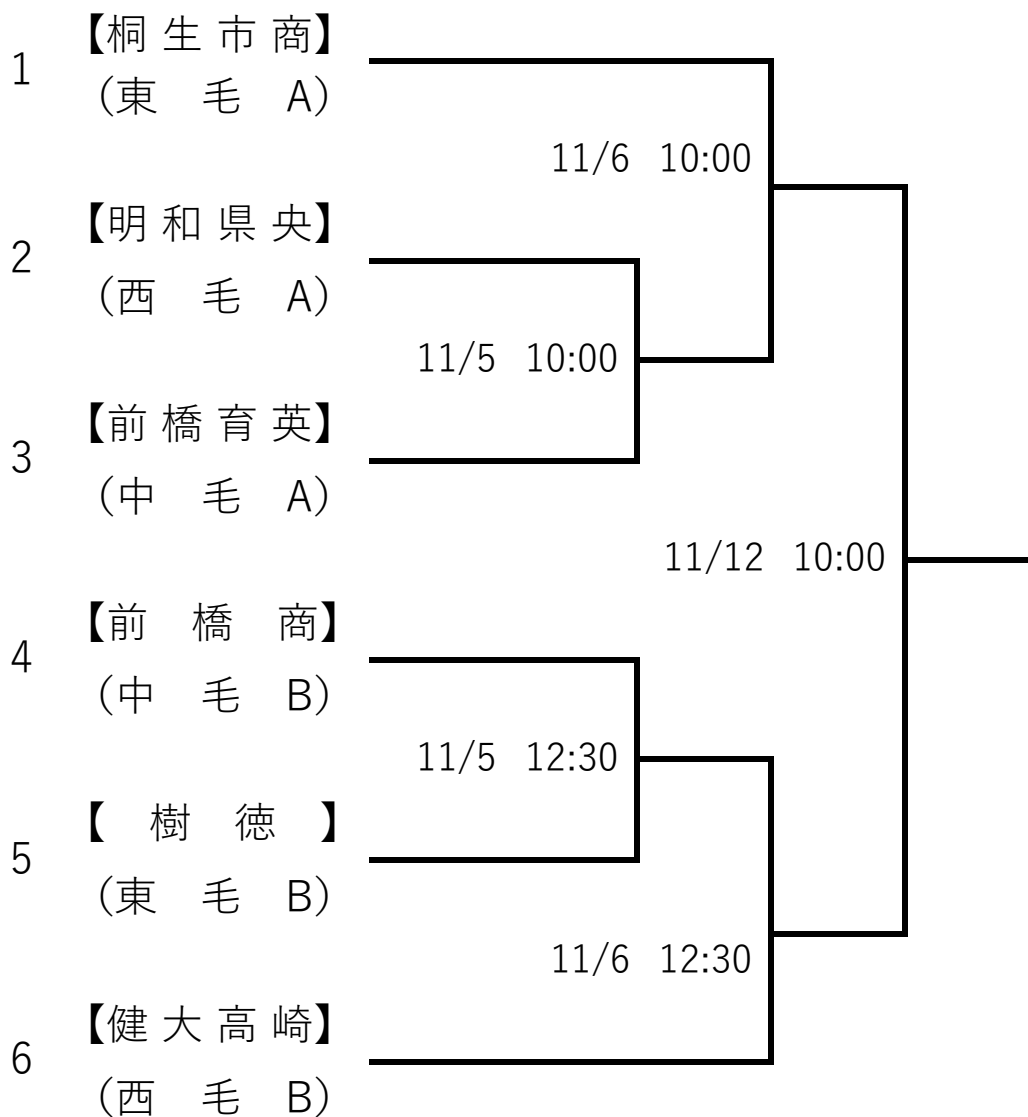 1
【桐生市商】
（東　毛　A）
11/6 10:00
2
【明和県央】
（西　毛　A）
11/5 10:00
3
【前橋育英】
（中　毛　A）
11/12 10:00
4
【前　橋　商】
（中　毛　B）
11/5 12:30
5
【　樹　徳　】
（東　毛　B）
11/6 12:30
6
【健大高崎】
（西　毛　B）